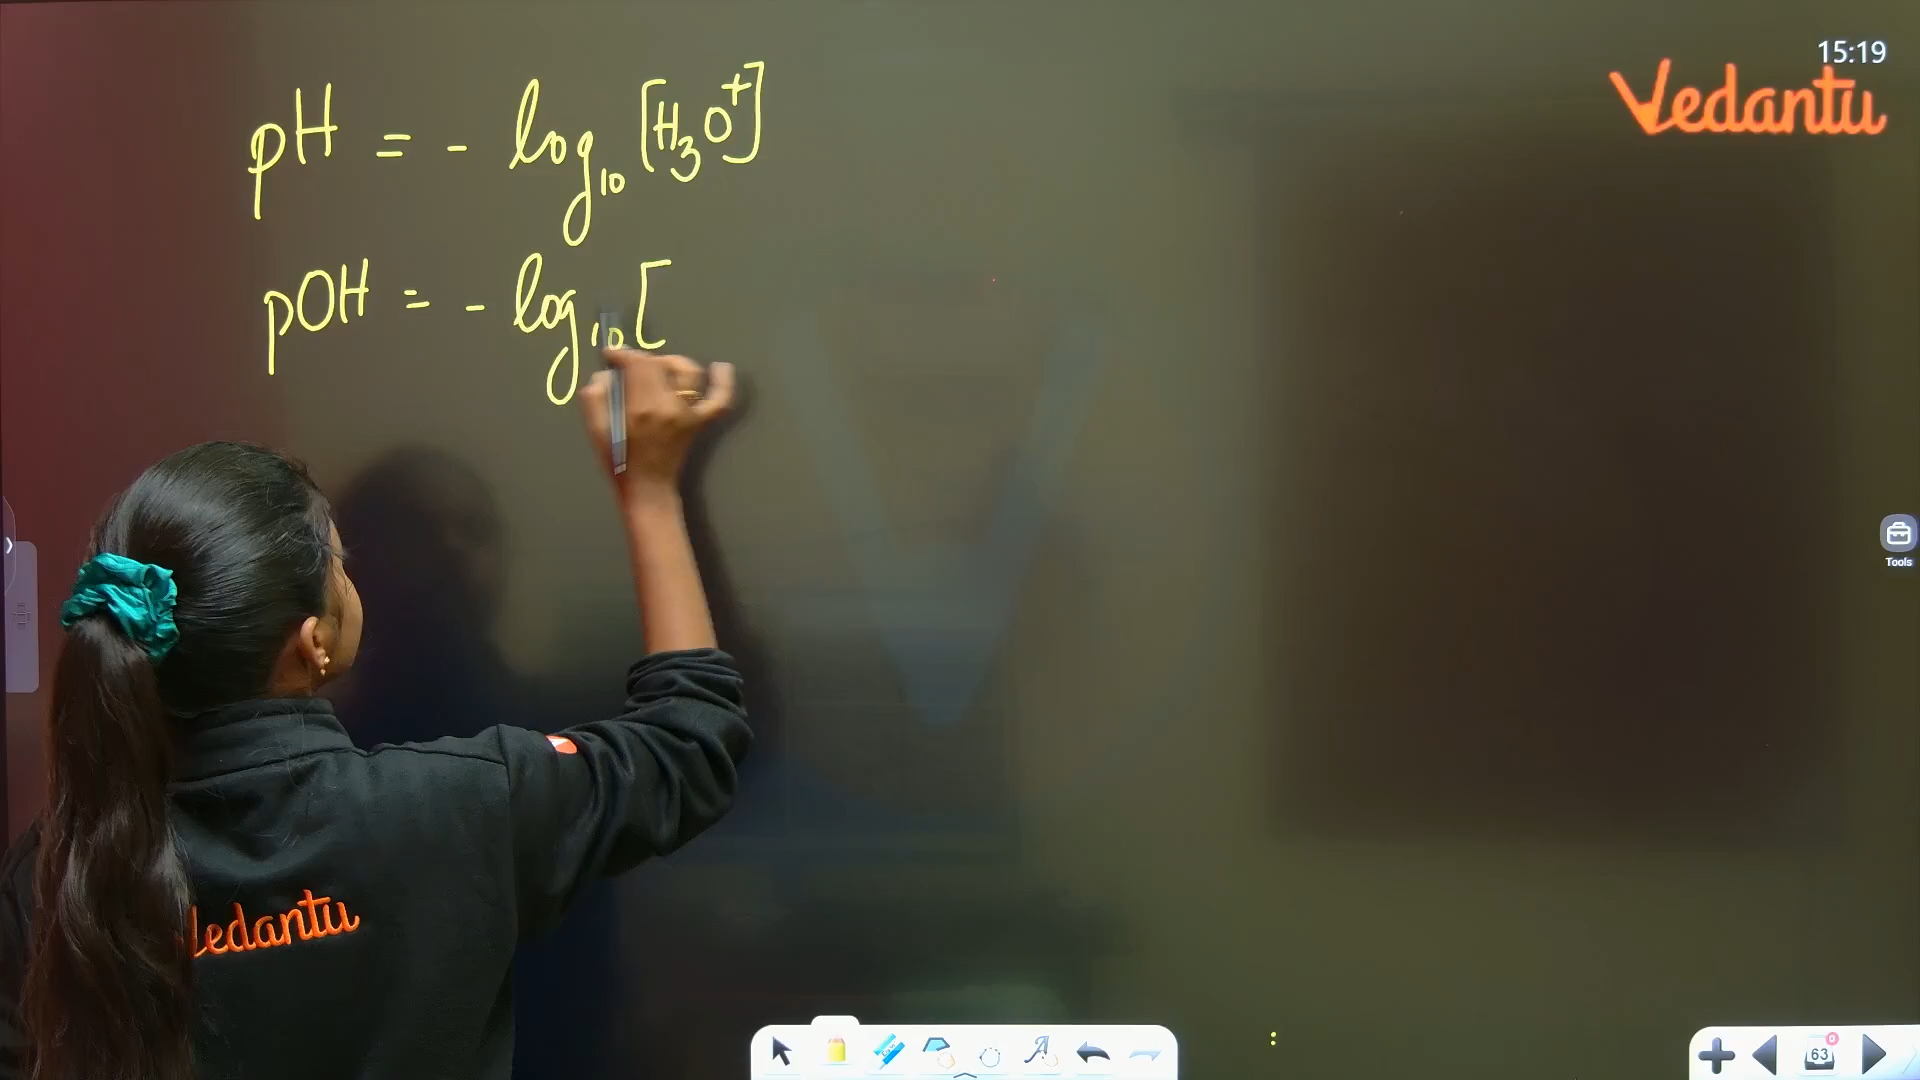 15:19
Vedantu
pH = - log₁₀ [H₃O⁺]
pOH = - log₁₀ [
Tools
Vedantu
63